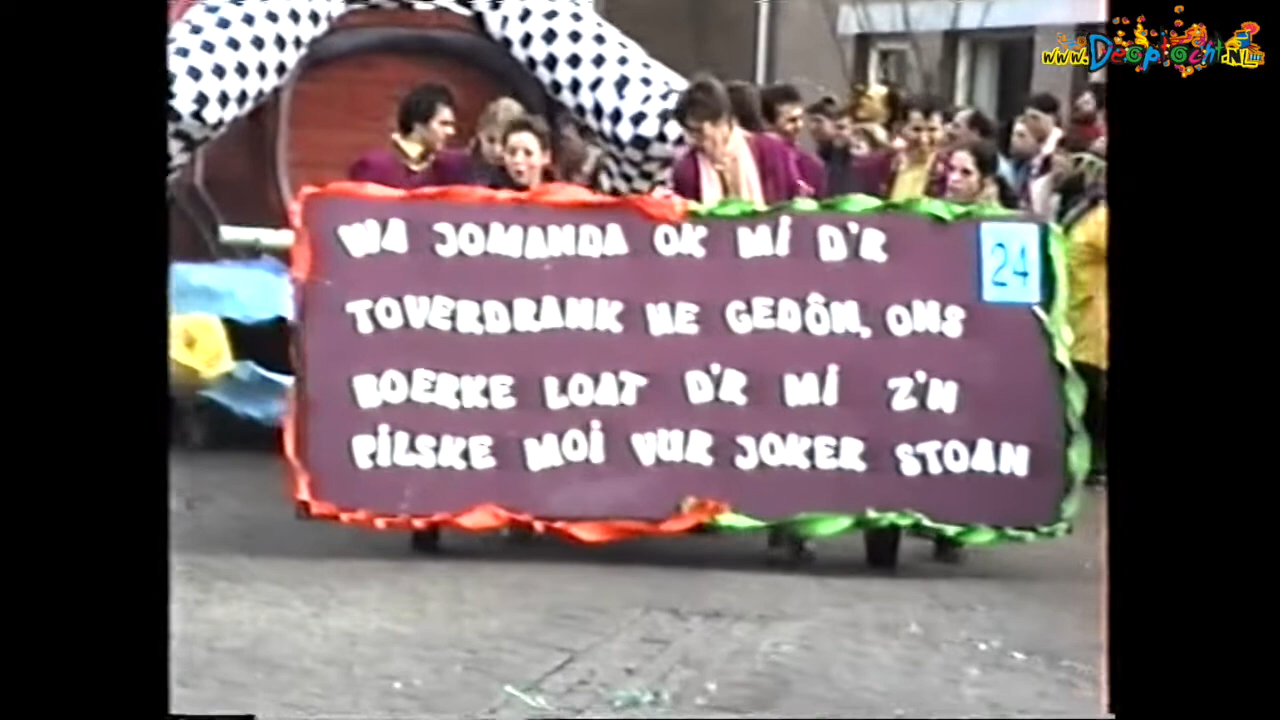 www.Deoptocht.NL
WA JOMANDA OK MI D'R
24
TOVERDRANK HE GEDÔN, ONS
BOERKE LOAT D'R MI Z'N
PILSKE MOI VUR JOKER STOAN